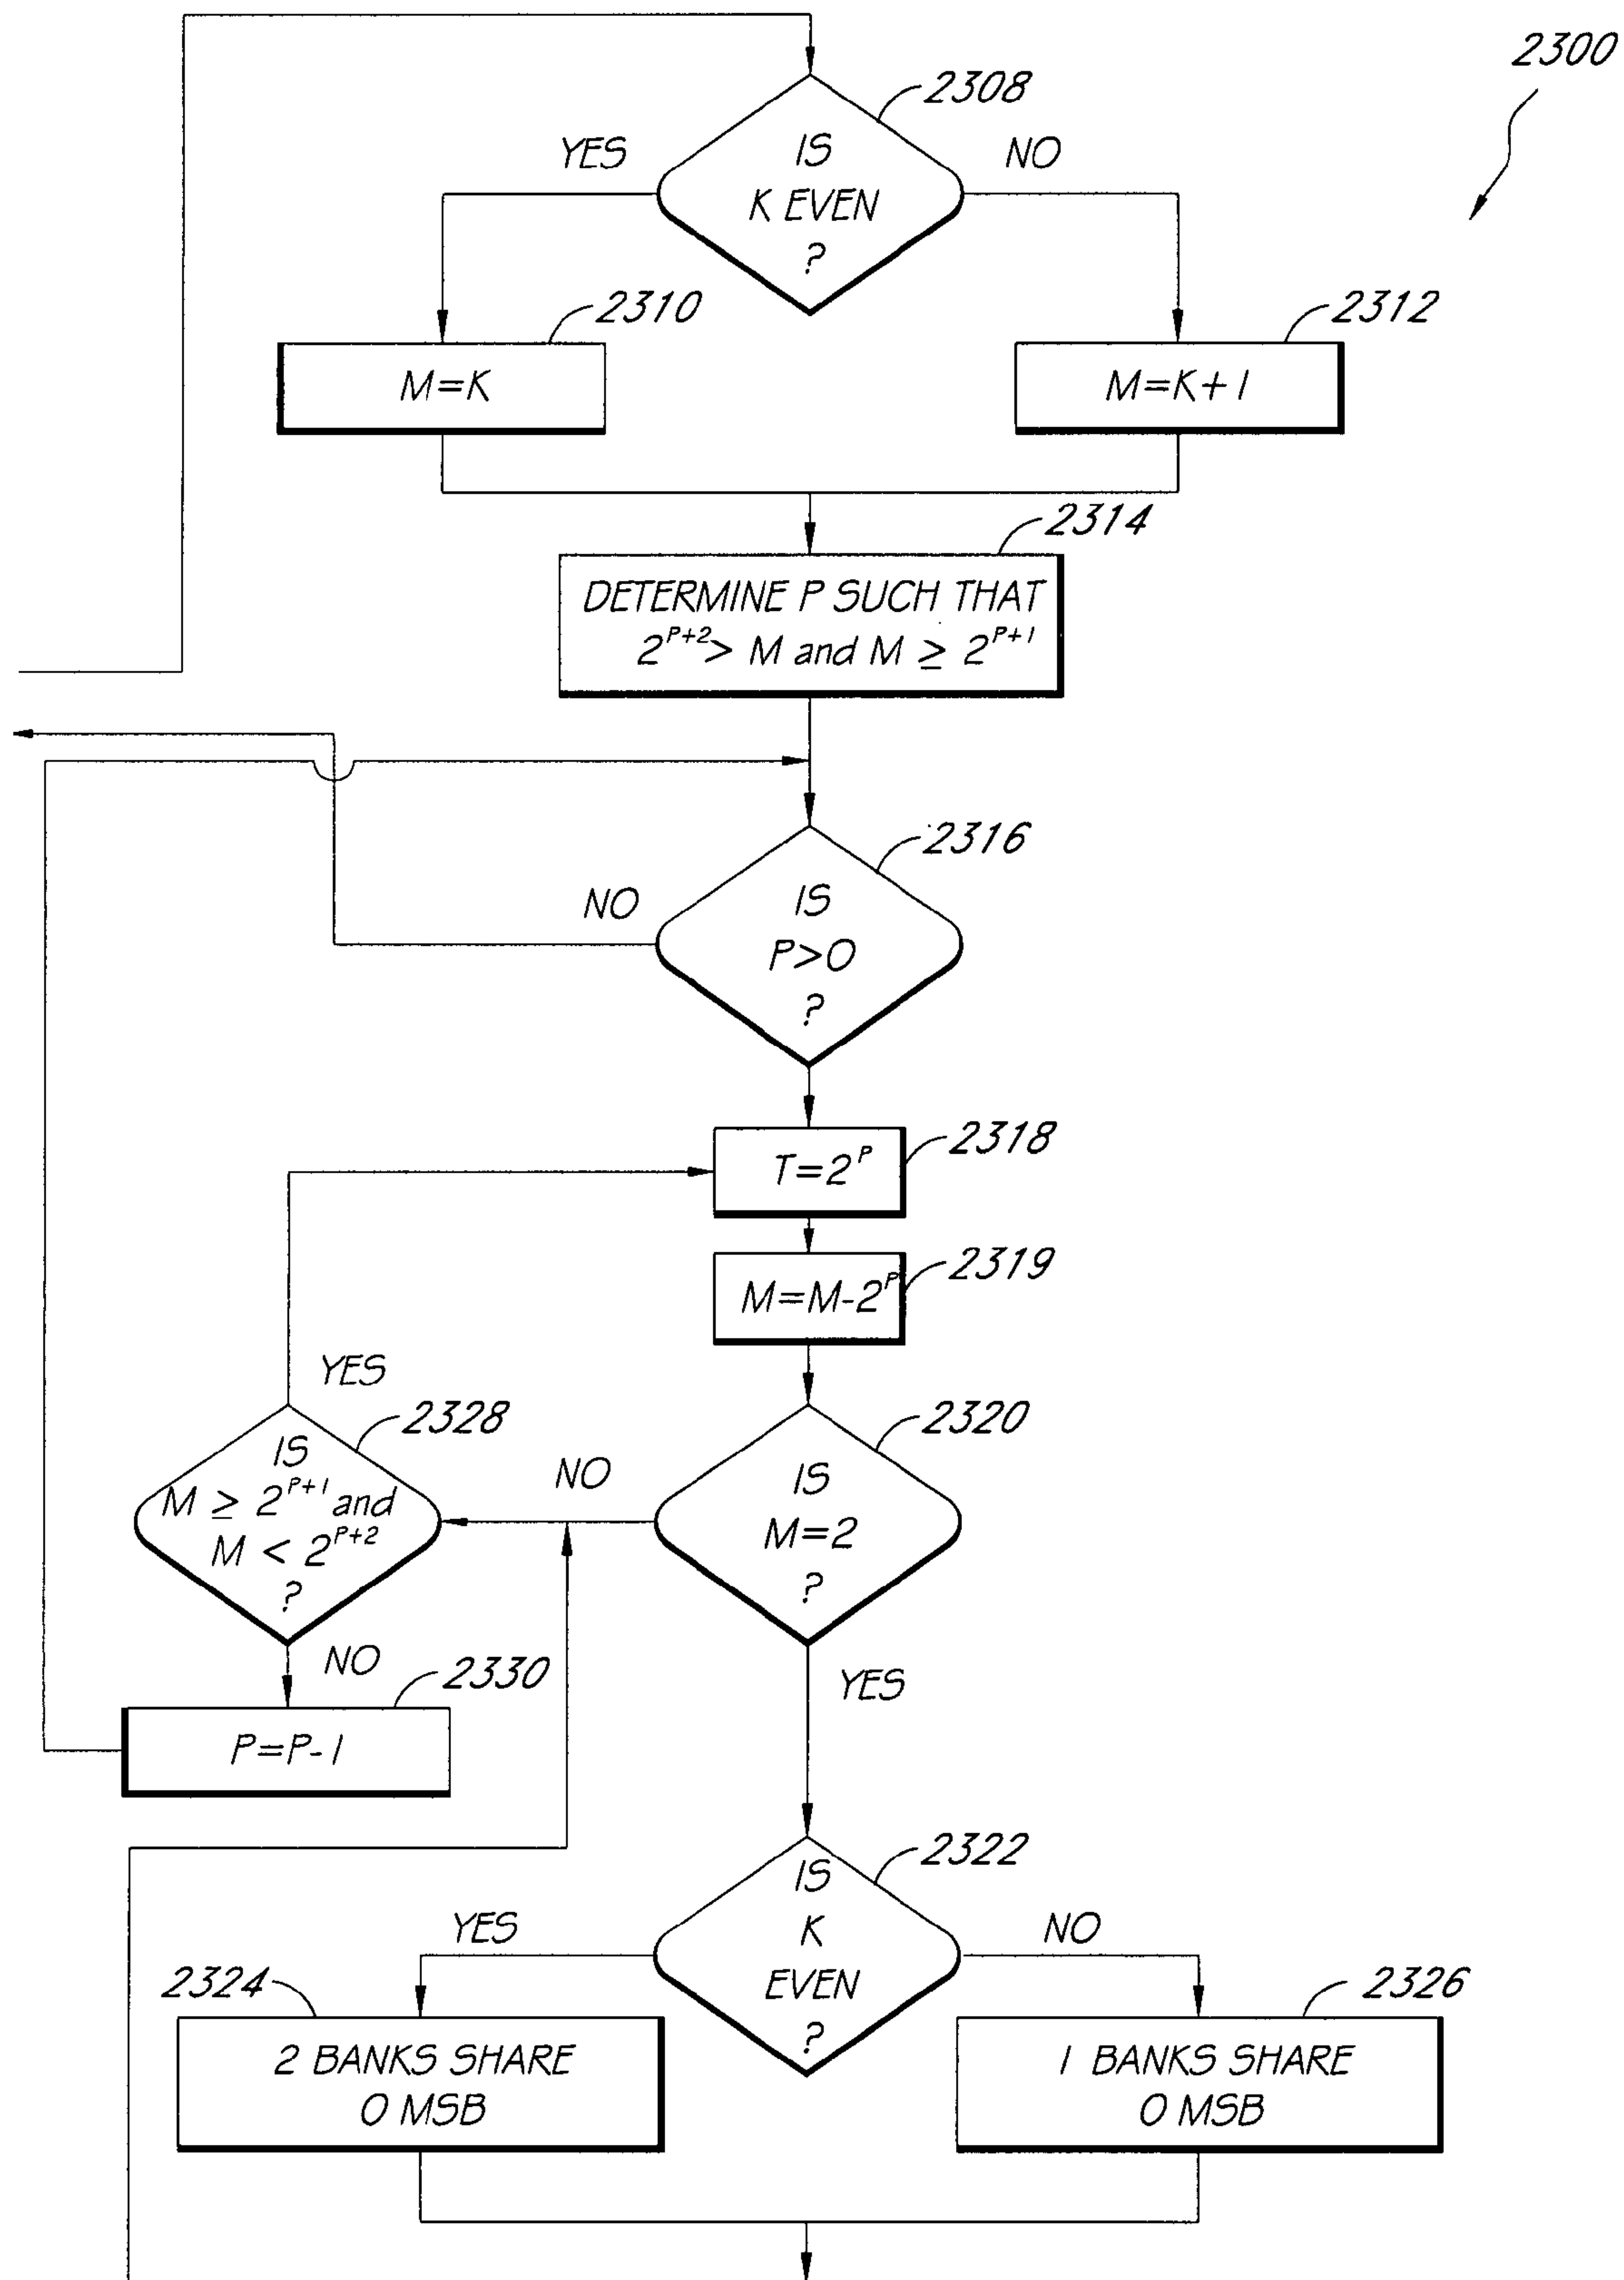 2300
2308
IS
K EVEN
?
YES
NO
2310
M=K
2312
M=K+1
2314
DETERMINE P SUCH THAT
2^{P+2} > M and M ≥ 2^{P+1}
2316
IS
P>0
?
NO
2318
T=2^P
2319
M=M-2^P
2320
IS
M=2
?
NO
YES
2328
IS
M ≥ 2^{P+1} and
M < 2^{P+2}
?
YES
NO
2330
P=P-1
2322
IS
K
EVEN
?
YES
NO
2324
2 BANKS SHARE
0 MSB
2326
1 BANKS SHARE
0 MSB